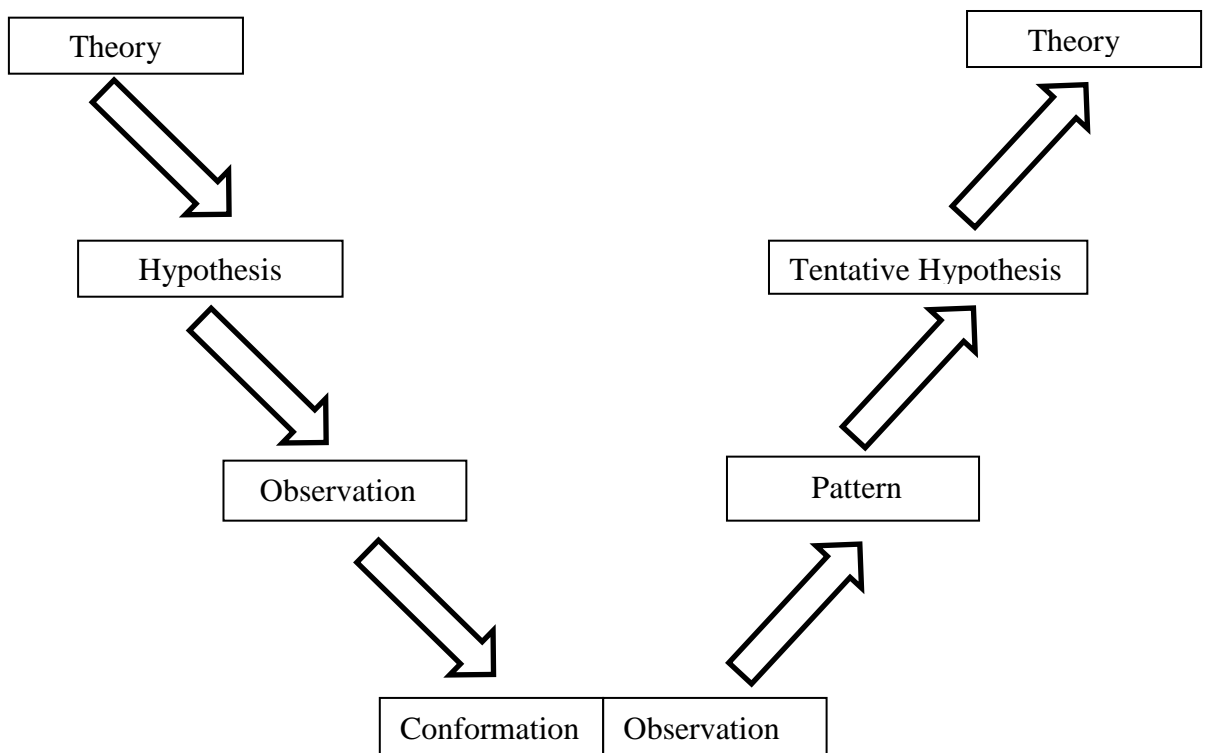 Theory
Theory
Hypothesis
Tentative Hypothesis
Observation
Pattern
Conformation
Observation